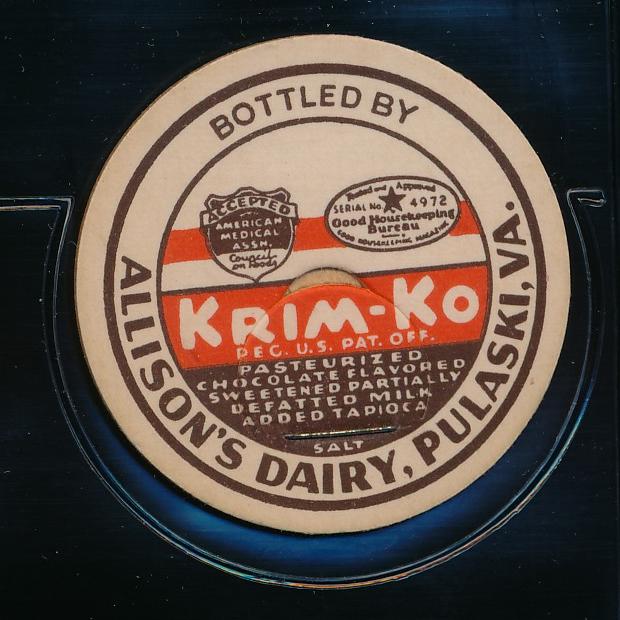 BOTTLED BY
ACCEPTED
AMERICAN
MEDICAL
ASSN.
Council
on Foods
Tested and Approved
SERIAL No. 4972
Good Housekeeping
Bureau
GOOD HOUSEKEEPING MAGAZINE
KRIM-KO
REG. U.S. PAT. OFF.
PASTEURIZED
CHOCOLATE FLAVORED
SWEETENED PARTIALLY
DEFATTED MILK
ADDED TAPIOCA
SALT
ALLISON'S DAIRY, PULASKI, VA.